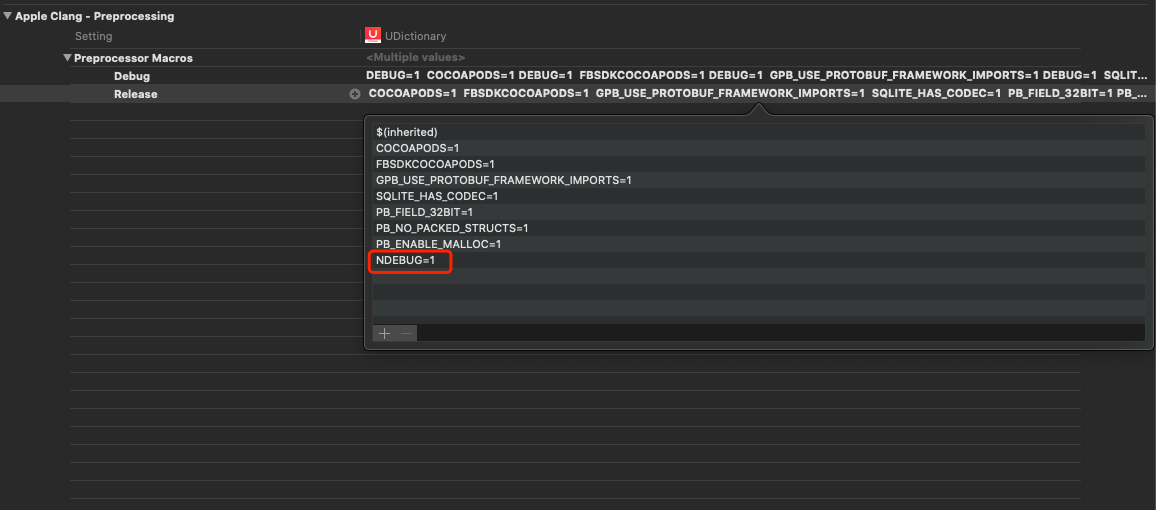 Apple Clang - Preprocessing
Setting
U UDictionary
Preprocessor Macros <Multiple values>
Debug DEBUG=1 COCOAPODS=1 DEBUG=1 FBSDKCOCOAPODS=1 DEBUG=1 GPB_USE_PROTOBUF_FRAMEWORK_IMPORTS=1 DEBUG=1 SQLIT...
Release COCOAPODS=1 FBSDKCOCOAPODS=1 GPB_USE_PROTOBUF_FRAMEWORK_IMPORTS=1 SQLITE_HAS_CODEC=1 PB_FIELD_32BIT=1 PB_...
$(inherited)
COCOAPODS=1
FBSDKCOCOAPODS=1
GPB_USE_PROTOBUF_FRAMEWORK_IMPORTS=1
SQLITE_HAS_CODEC=1
PB_FIELD_32BIT=1
PB_NO_PACKED_STRUCTS=1
PB_ENABLE_MALLOC=1
NDEBUG=1